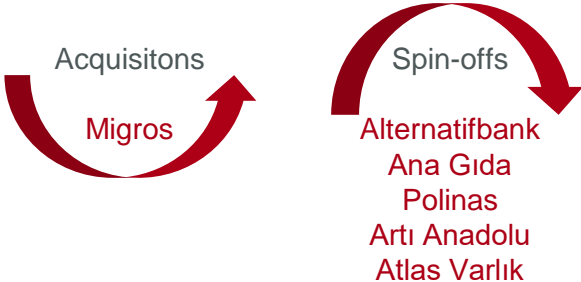 Acquisitons
Migros
Spin-offs
Alternatifbank
Ana Gıda
Polinas
Artı Anadolu
Atlas Varlık